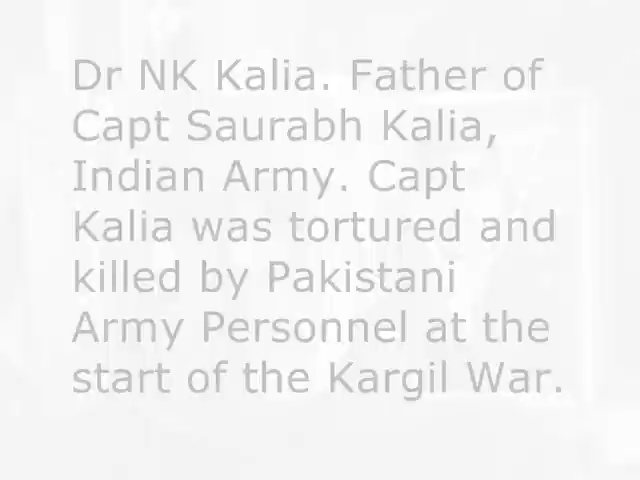 Dr NK Kalia. Father of
Capt Saurabh Kalia,
Indian Army. Capt
Kalia was tortured and
killed by Pakistani
Army Personnel at the
start of the Kargil War.